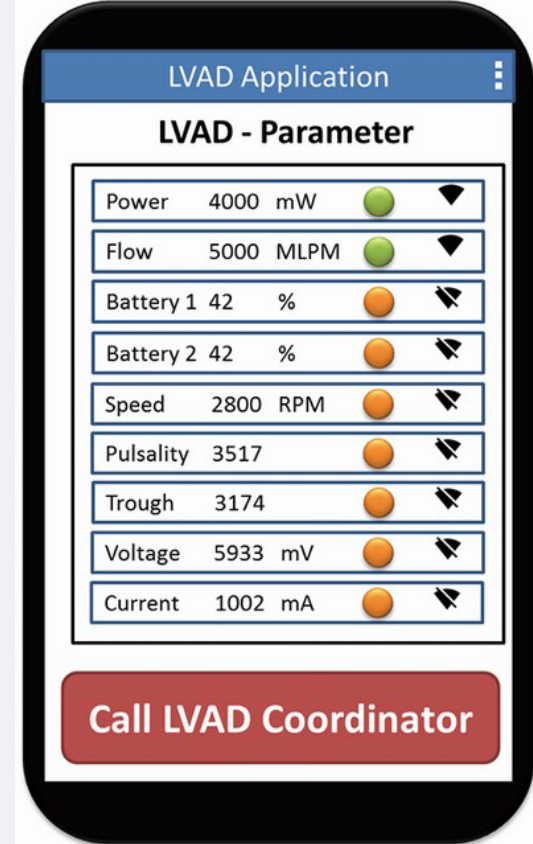 LVAD Application
LVAD - Parameter
Power 4000 mW
Flow 5000 MLPM
Battery 1 42 %
Battery 2 42 %
Speed 2800 RPM
Pulsality 3517
Trough 3174
Voltage 5933 mV
Current 1002 mA
Call LVAD Coordinator